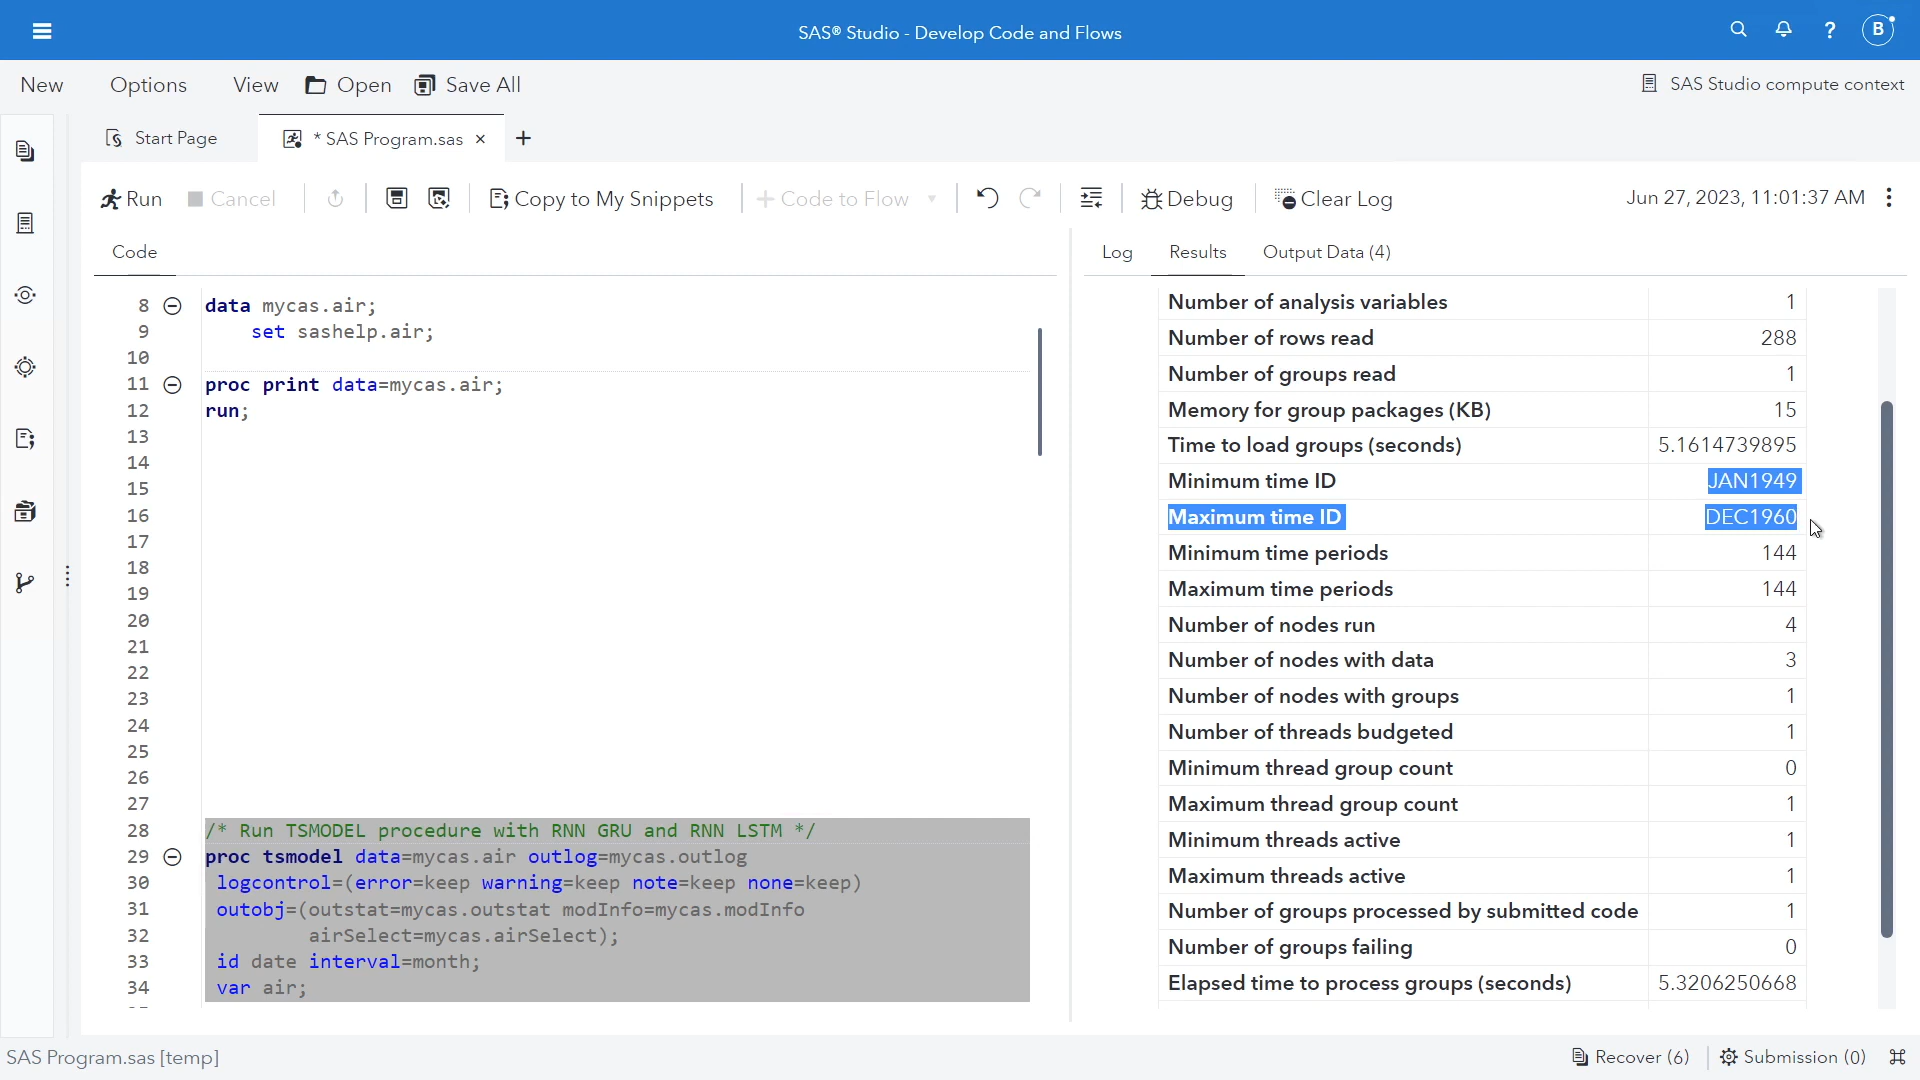 SAS® Studio - Develop Code and Flows
B
New Options View Open Save All
SAS Studio compute context
Start Page
* SAS Program.sas
Run Cancel Copy to My Snippets Code to Flow Debug Clear Log
Jun 27, 2023, 11:01:37 AM
Code
Log Results Output Data (4)
8 data mycas.air;
9 set sashelp.air;
10
11 proc print data=mycas.air;
12 run;
13
14
15
16
17
18
19
20
21
22
23
24
25
26
27
28 /* Run TSMODEL procedure with RNN GRU and RNN LSTM */
29 proc tsmodel data=mycas.air outlog=mycas.outlog
30 logcontrol=(error=keep warning=keep note=keep none=keep)
31 outobj=(outstat=mycas.outstat modInfo=mycas.modInfo
32 airSelect=mycas.airSelect);
33 id date interval=month;
34 var air;
Number of analysis variables 1
Number of rows read 288
Number of groups read 1
Memory for group packages (KB) 15
Time to load groups (seconds) 5.1614739895
Minimum time ID JAN1949
Maximum time ID DEC1960
Minimum time periods 144
Maximum time periods 144
Number of nodes run 4
Number of nodes with data 3
Number of nodes with groups 1
Number of threads budgeted 1
Minimum thread group count 0
Maximum thread group count 1
Minimum threads active 1
Maximum threads active 1
Number of groups processed by submitted code 1
Number of groups failing 0
Elapsed time to process groups (seconds) 5.3206250668
SAS Program.sas [temp]
Recover (6) Submission (0)